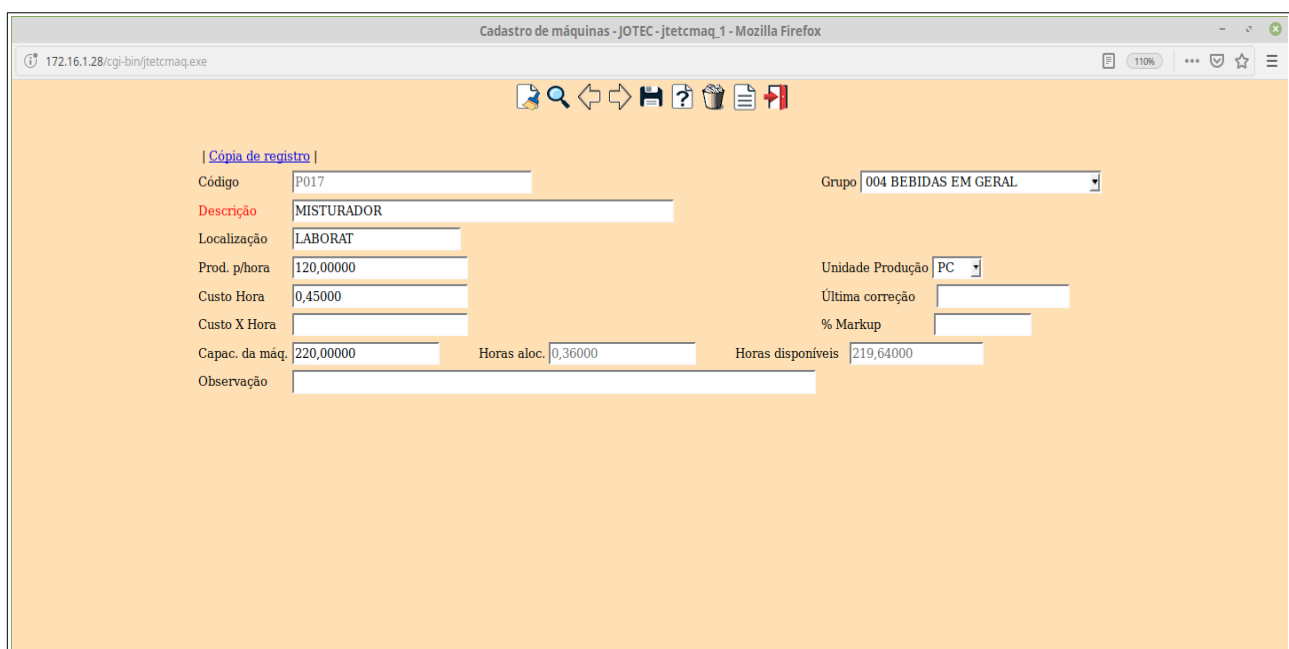 Cadastro de máquinas - JOTEC - jtetcmaq_1 - Mozilla Firefox
172.16.1.28/cgi-bin/jtetcmaq.exe 110%
| Cópia de registro |
Código P017 Grupo 004 BEBIDAS EM GERAL
Descrição MISTURADOR
Localização LABORAT
Prod. p/hora 120,00000 Unidade Produção PC
Custo Hora 0,45000 Última correção
Custo X Hora % Markup
Capac. da máq. 220,00000 Horas aloc. 0,36000 Horas disponíveis 219,64000
Observação